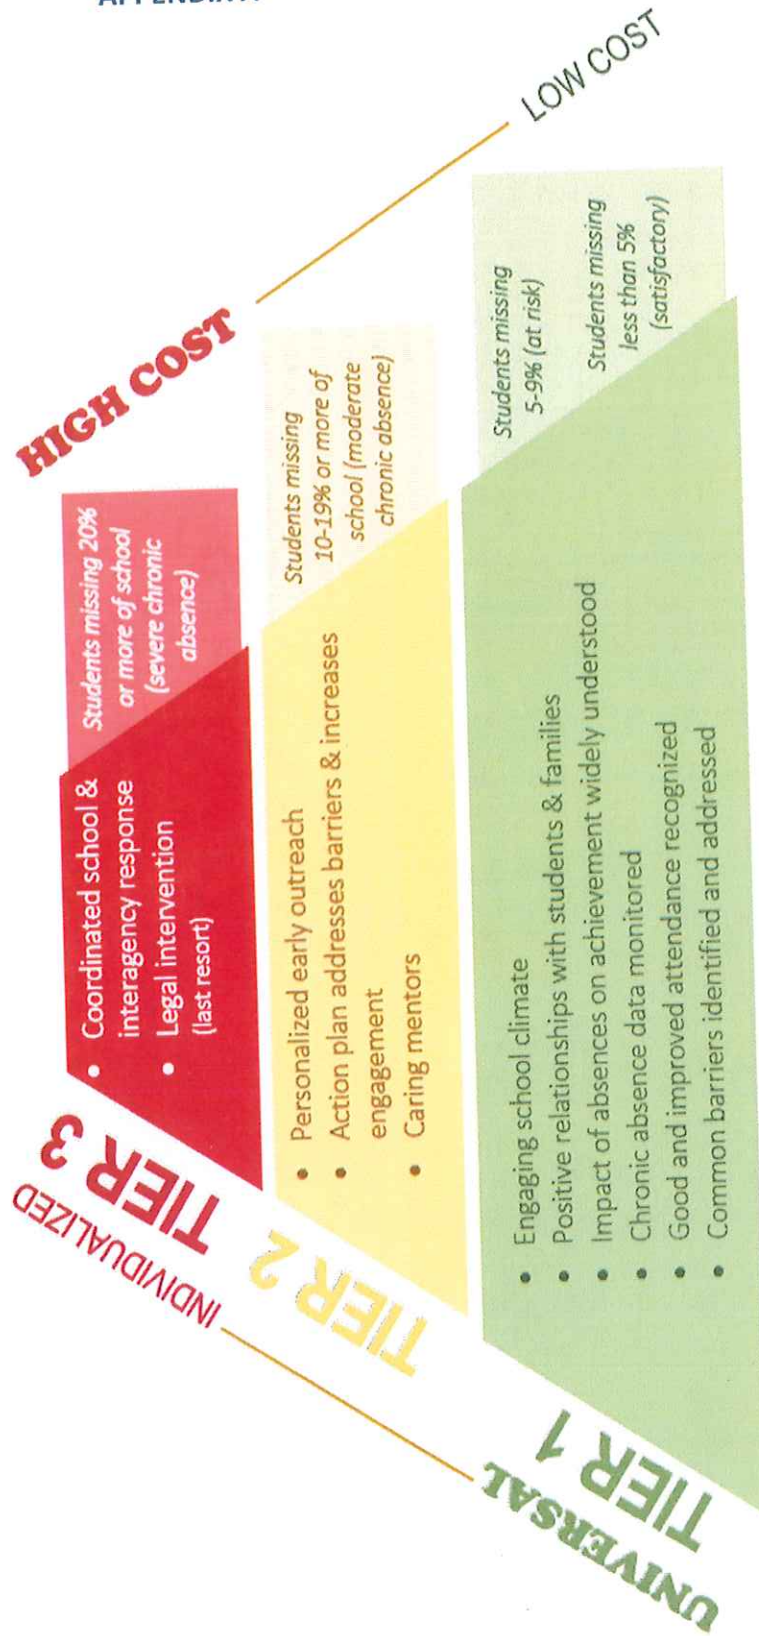 HIGH COST
LOW COST
INDIVIDUALIZED
TIER 3
• Coordinated school &
interagency response
• Legal intervention
(last resort)
Students missing 20%
or more of school
(severe chronic
absence)
TIER 2
• Personalized early outreach
• Action plan addresses barriers & increases
engagement
• Caring mentors
Students missing
10-19% or more of
school (moderate
chronic absence)
UNIVERSAL
TIER 1
• Engaging school climate
• Positive relationships with students & families
• Impact of absences on achievement widely understood
• Chronic absence data monitored
• Good and improved attendance recognized
• Common barriers identified and addressed
Students missing
5-9% (at risk)
Students missing
less than 5%
(satisfactory)